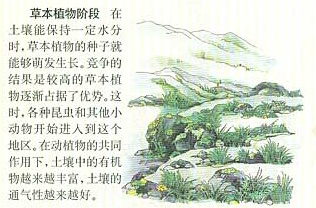 草本植物阶段 在
土壤能保持一定水分
时,草本植物的种子就
能够萌发生长。竞争的
结果是较高的草本植
物逐渐占据了优势。这
时,各种昆虫和其他小
动物开始进入到这个
地区。在动植物的共同
作用下,土壤中的有机
物越来越丰富,土壤的
通气性越来越好。